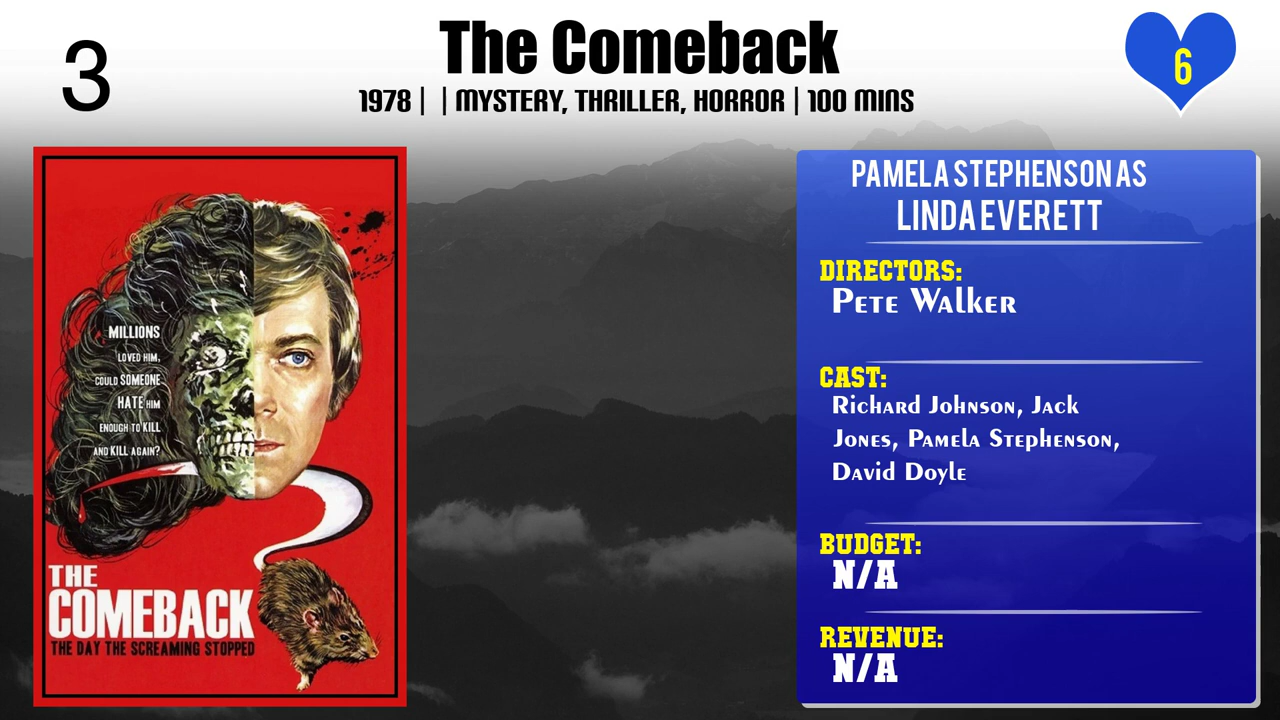 3
The Comeback
1978 | | MYSTERY, THRILLER, HORROR | 100 MINS
6
MILLIONS
LOVED HIM,
COULD SOMEONE
HATE HIM
ENOUGH TO KILL
AND KILL AGAIN?
THE
COMEBACK
THE DAY THE SCREAMING STOPPED
PAMELA STEPHENSON AS
LINDA EVERETT
DIRECTORS:
Pete Walker
CAST:
Richard Johnson, Jack
Jones, Pamela Stephenson,
David Doyle
BUDGET:
N/A
REVENUE:
N/A